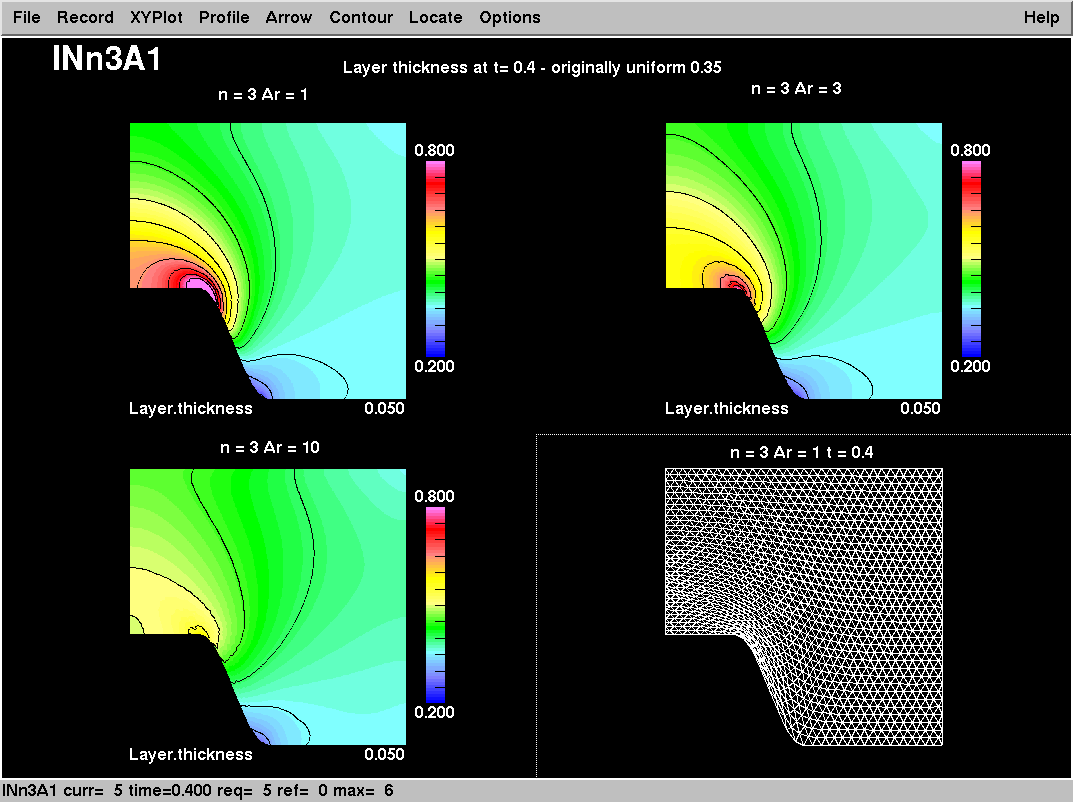 File Record XYPlot Profile Arrow Contour Locate Options Help
INn3A1
Layer thickness at t= 0.4 - originally uniform 0.35
n = 3 Ar = 1
n = 3 Ar = 3
0.800
0.800
0.200
0.200
Layer.thickness 0.050
Layer.thickness 0.050
n = 3 Ar = 10
n = 3 Ar = 1 t = 0.4
0.800
0.200
Layer.thickness 0.050
INn3A1 curr= 5 time=0.400 req= 5 ref= 0 max= 6